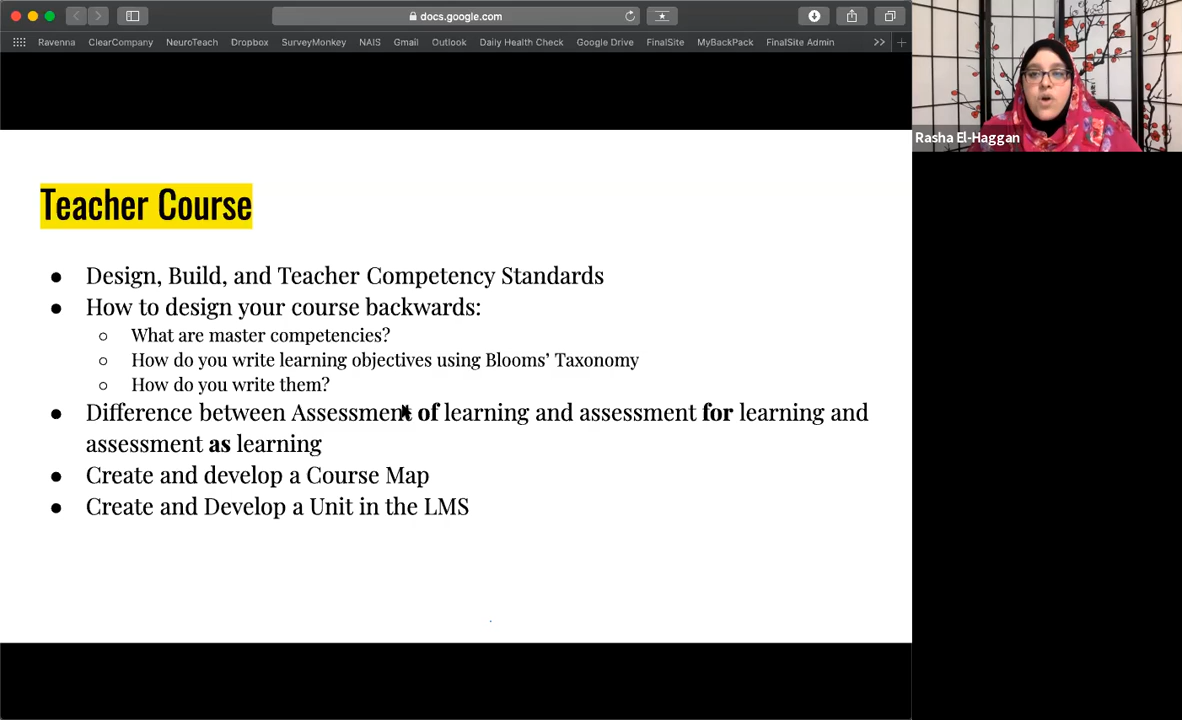 docs.google.com
Ravenna ClearCompany NeuroTeach Dropbox SurveyMonkey NAIS Gmail Outlook Daily Health Check Google Drive FinalSite MyBackPack FinalSite Admin
Rasha El-Haggan
Teacher Course
Design, Build, and Teacher Competency Standards
How to design your course backwards:
What are master competencies?
How do you write learning objectives using Blooms’ Taxonomy
How do you write them?
Difference between Assessment of learning and assessment for learning and
assessment as learning
Create and develop a Course Map
Create and Develop a Unit in the LMS